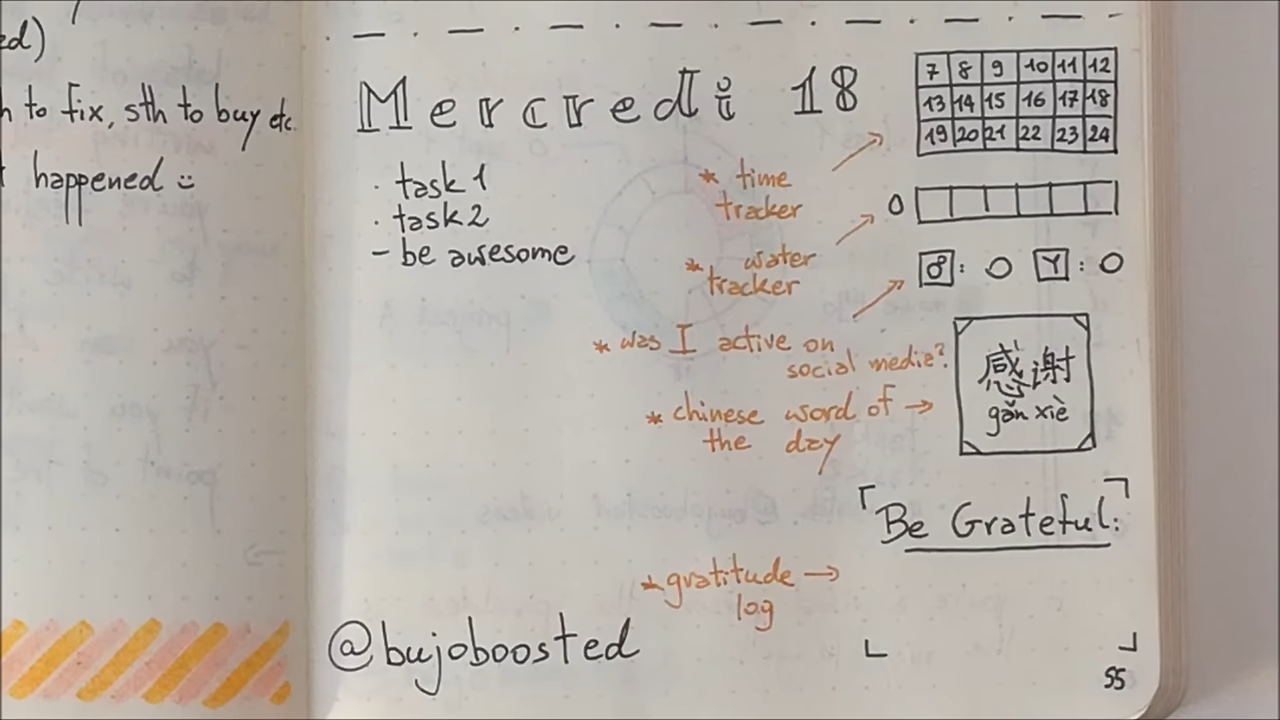 ed)
to fix, sth to buy etc.
happened
Mercredi 18
· task 1
· task 2
- be awesome
7 8 9 10 11 12
13 14 15 16 17 18
19 20 21 22 23 24
* time
tracker
0
* water
tracker
* was I active on
social media?
* chinese word of
the day
感谢
gǎn xiè
Be Grateful:
* gratitude
log
@bujoboosted
55